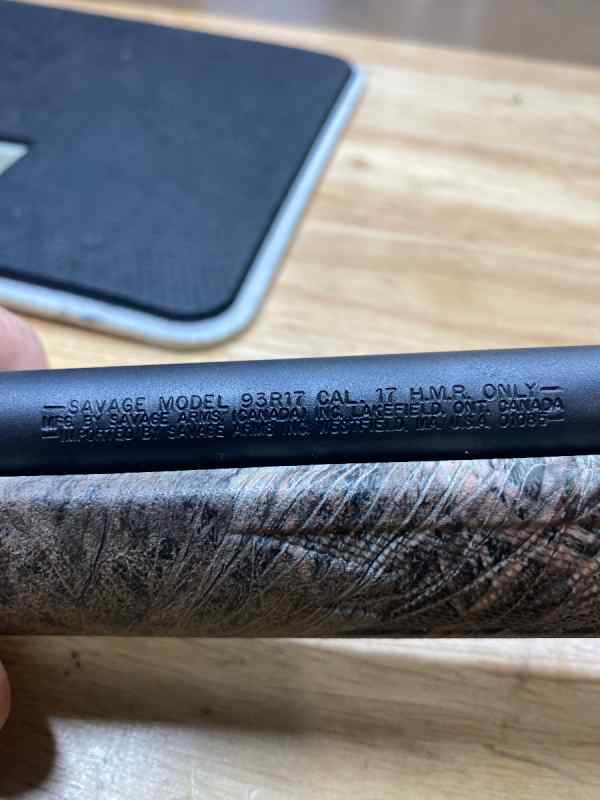 —SAVAGE MODEL 93R17 CAL. 17 H.M.R. ONLY—
—MFG. BY SAVAGE ARMS (CANADA) INC. LAKEFIELD, ONT. CANADA—
—IMPORTED BY SAVAGE ARMS INC. WESTFIELD, MA./U.S.A. 01085—